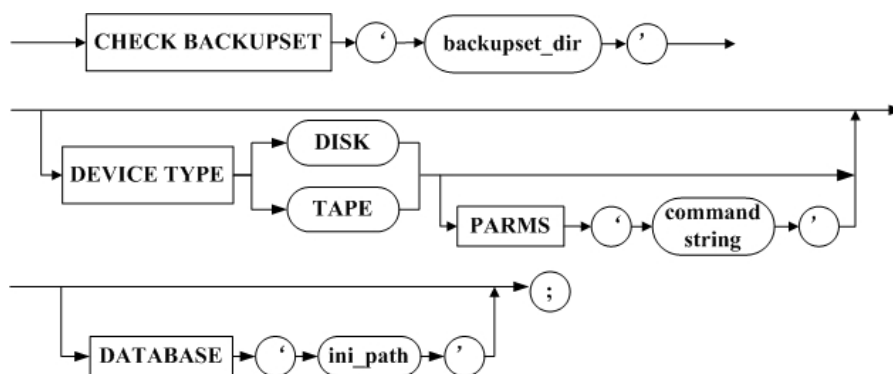 CHECK BACKUPSET ‘ backupset_dir ’
DEVICE TYPE
DISK
TAPE
PARMS ‘ command string ’
;
DATABASE ‘ ini_path ’